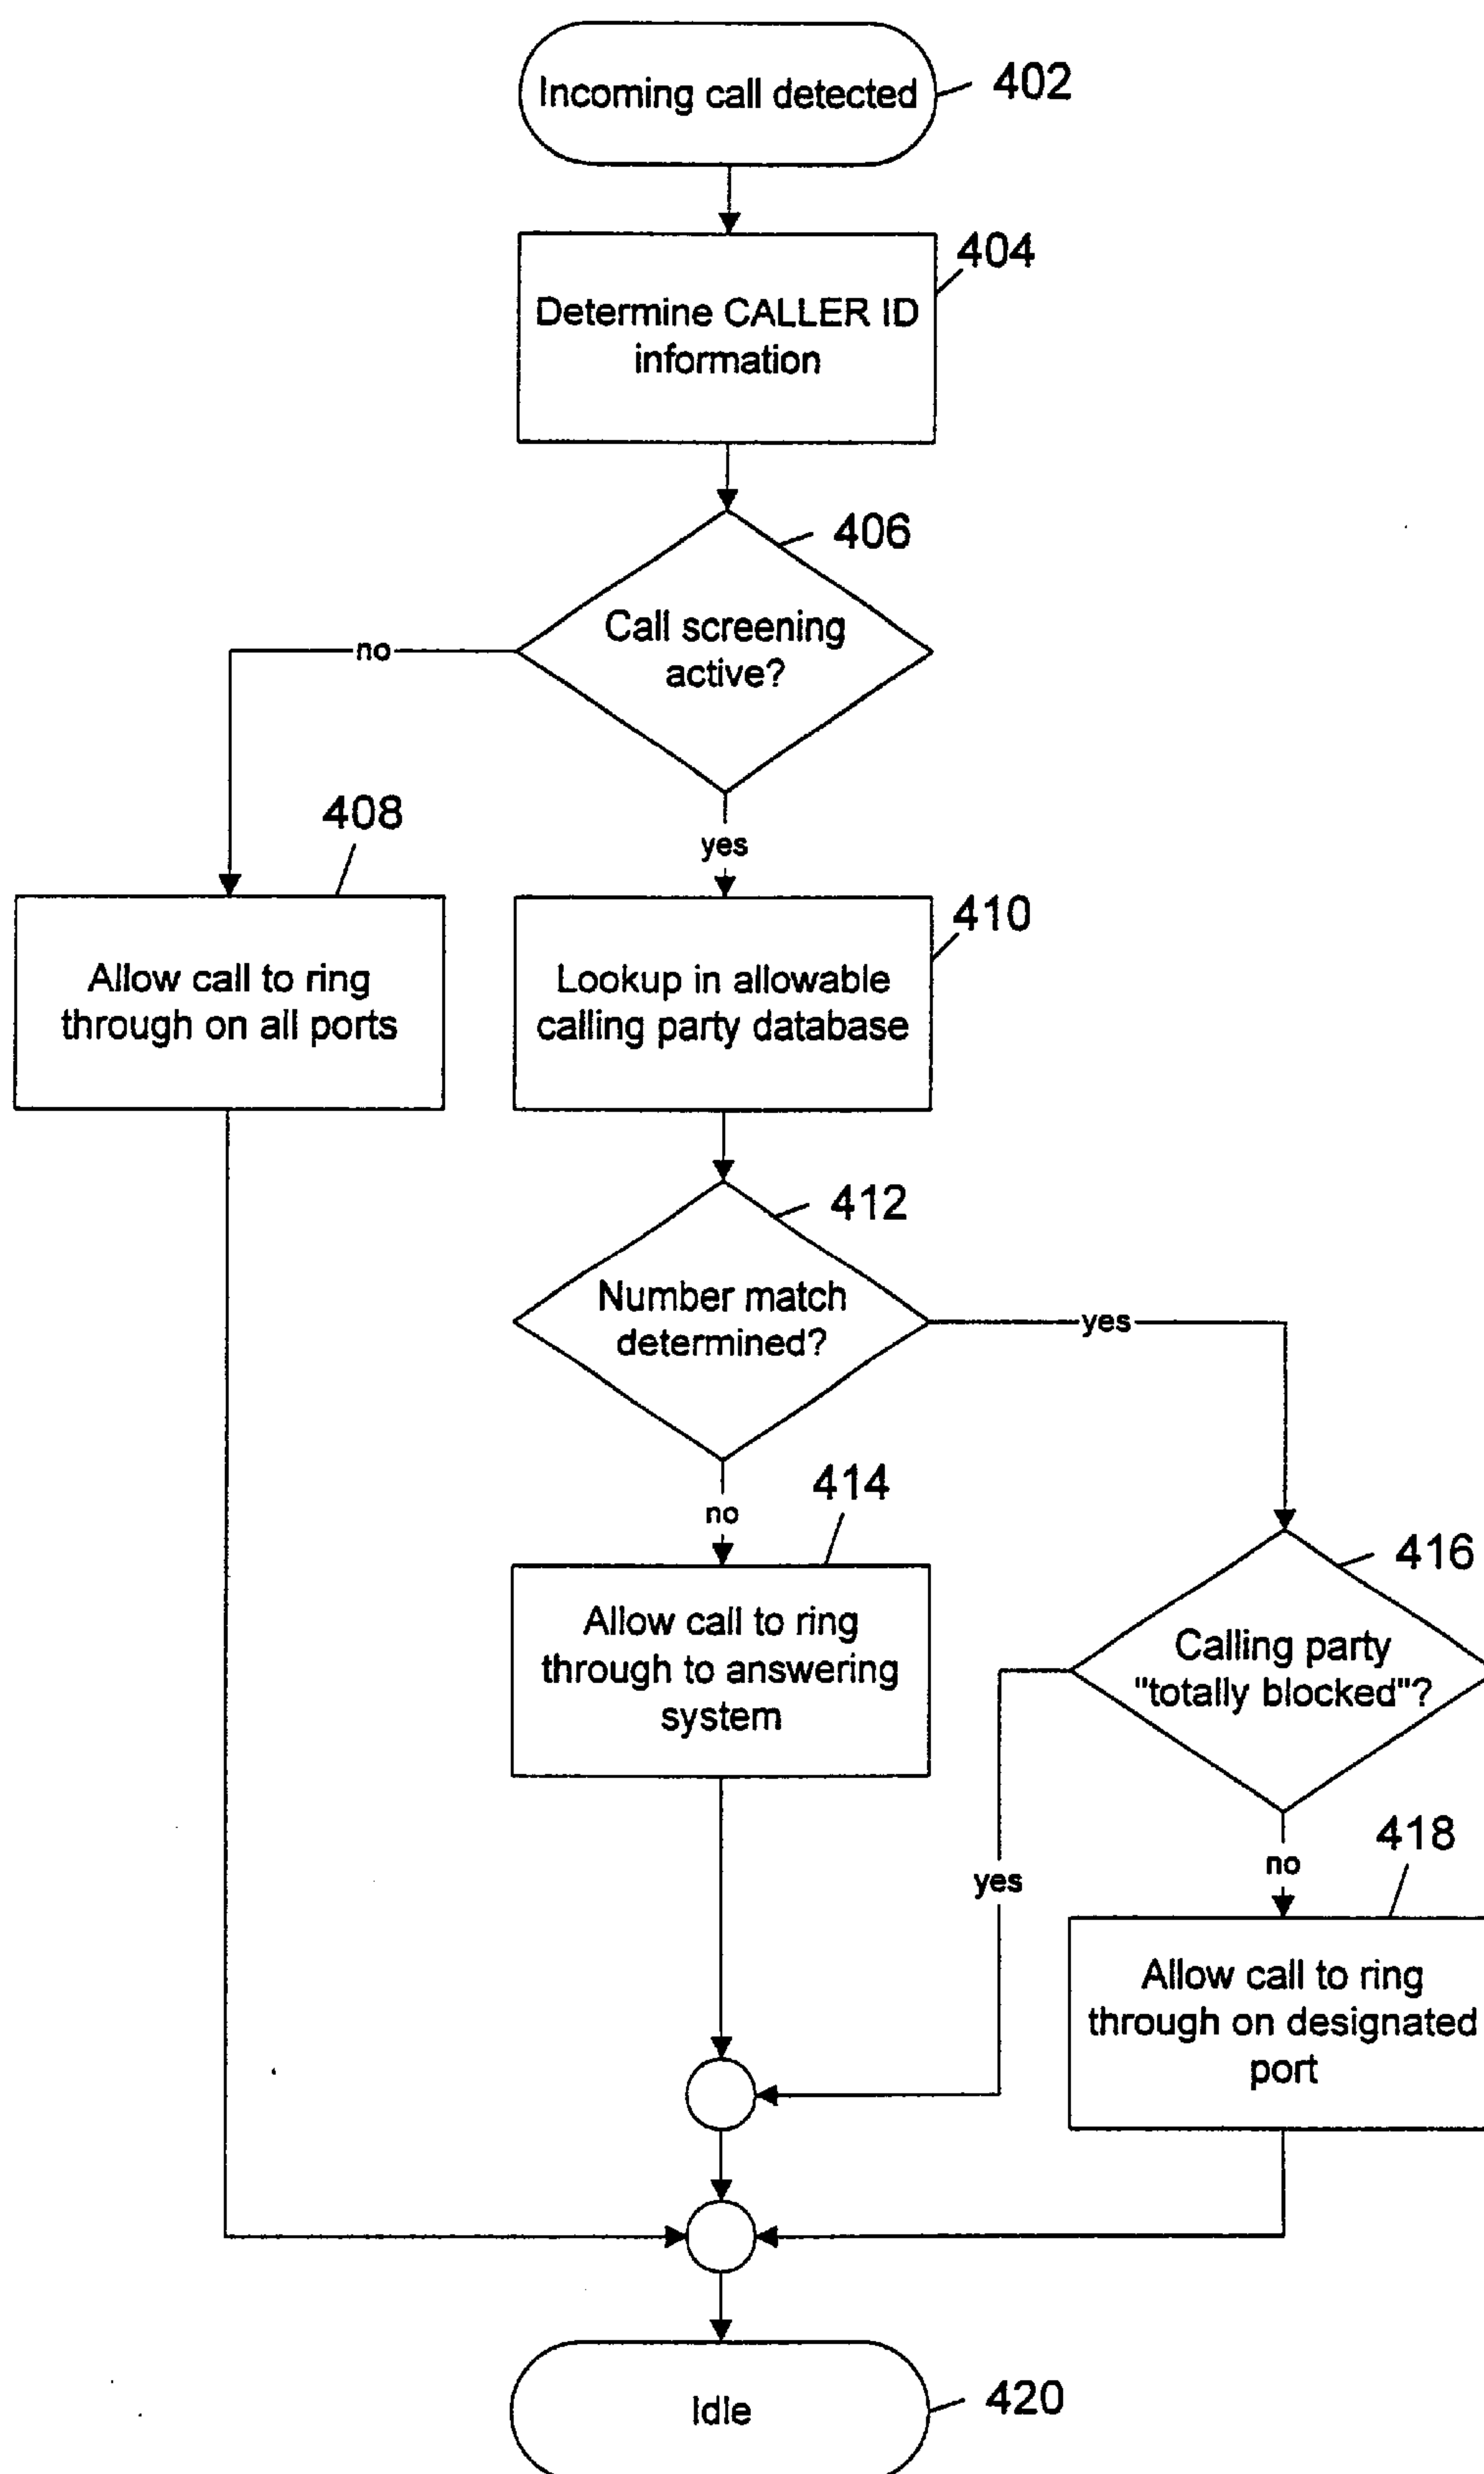 Incoming call detected
402
404
Determine CALLER ID
information
406
Call screening
active?
no
yes
408
Allow call to ring
through on all ports
410
Lookup in allowable
calling party database
412
Number match
determined?
yes
no
414
Allow call to ring
through to answering
system
416
Calling party
"totally blocked"?
yes
no
418
Allow call to ring
through on designated
port
Idle
420